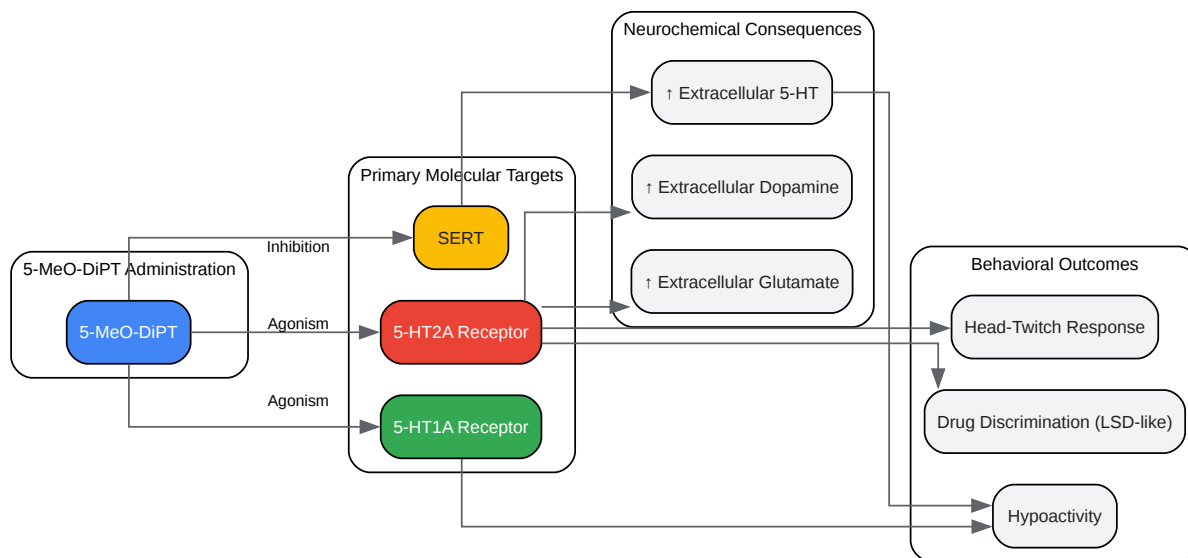 Neurochemical Consequences
↑ Extracellular 5-HT
↑ Extracellular Dopamine
↑ Extracellular Glutamate
Primary Molecular Targets
SERT
5-HT2A Receptor
5-HT1A Receptor
Inhibition
Agonism
Agonism
5-MeO-DiPT Administration
5-MeO-DiPT
Behavioral Outcomes
Head-Twitch Response
Drug Discrimination (LSD-like)
Hypoactivity